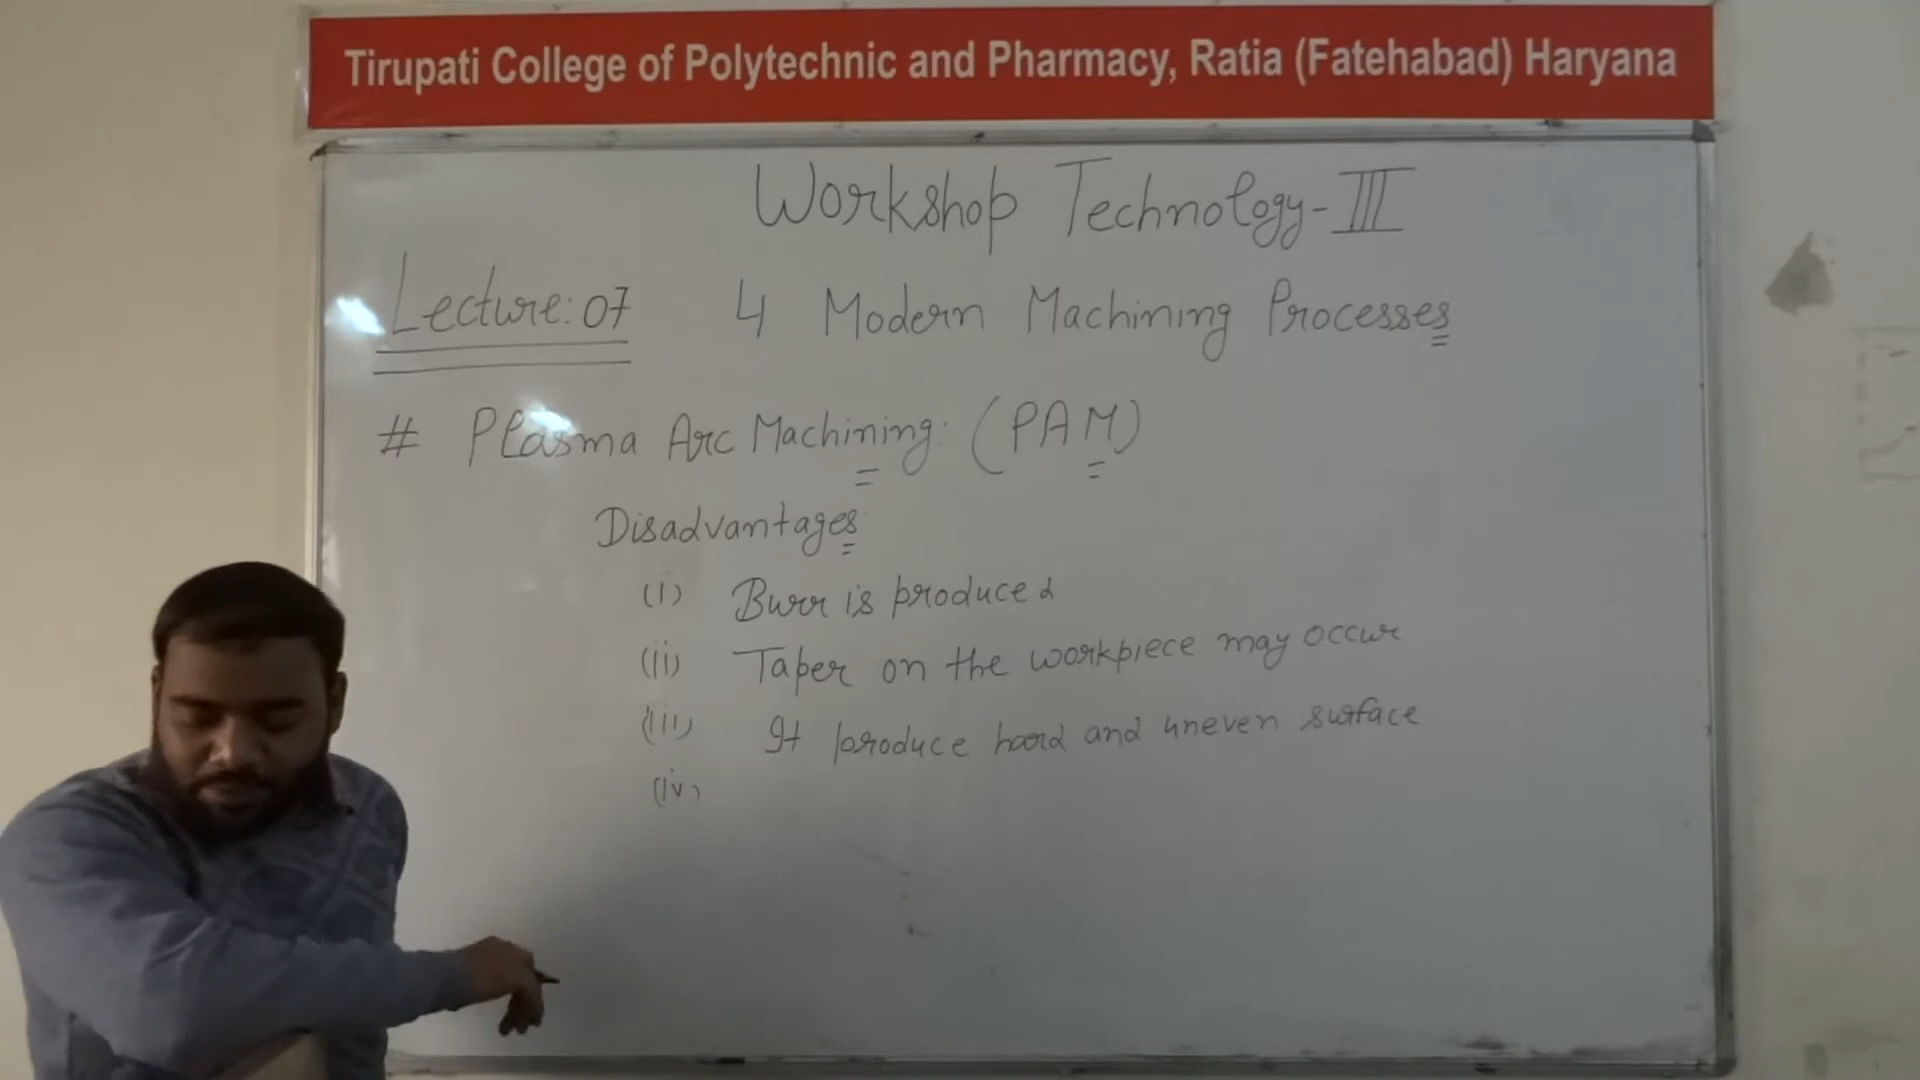 Tirupati College of Polytechnic and Pharmacy, Ratia (Fatehabad) Haryana
Workshop Technology-III
Lecture: 07 4 Modern Machining Processes
# Plasma Arc Machining: (PAM)
Disadvantages
(i) Burr is produced
(ii) Taper on the workpiece may occur
(iii) It produce hard and uneven surface
(iv)